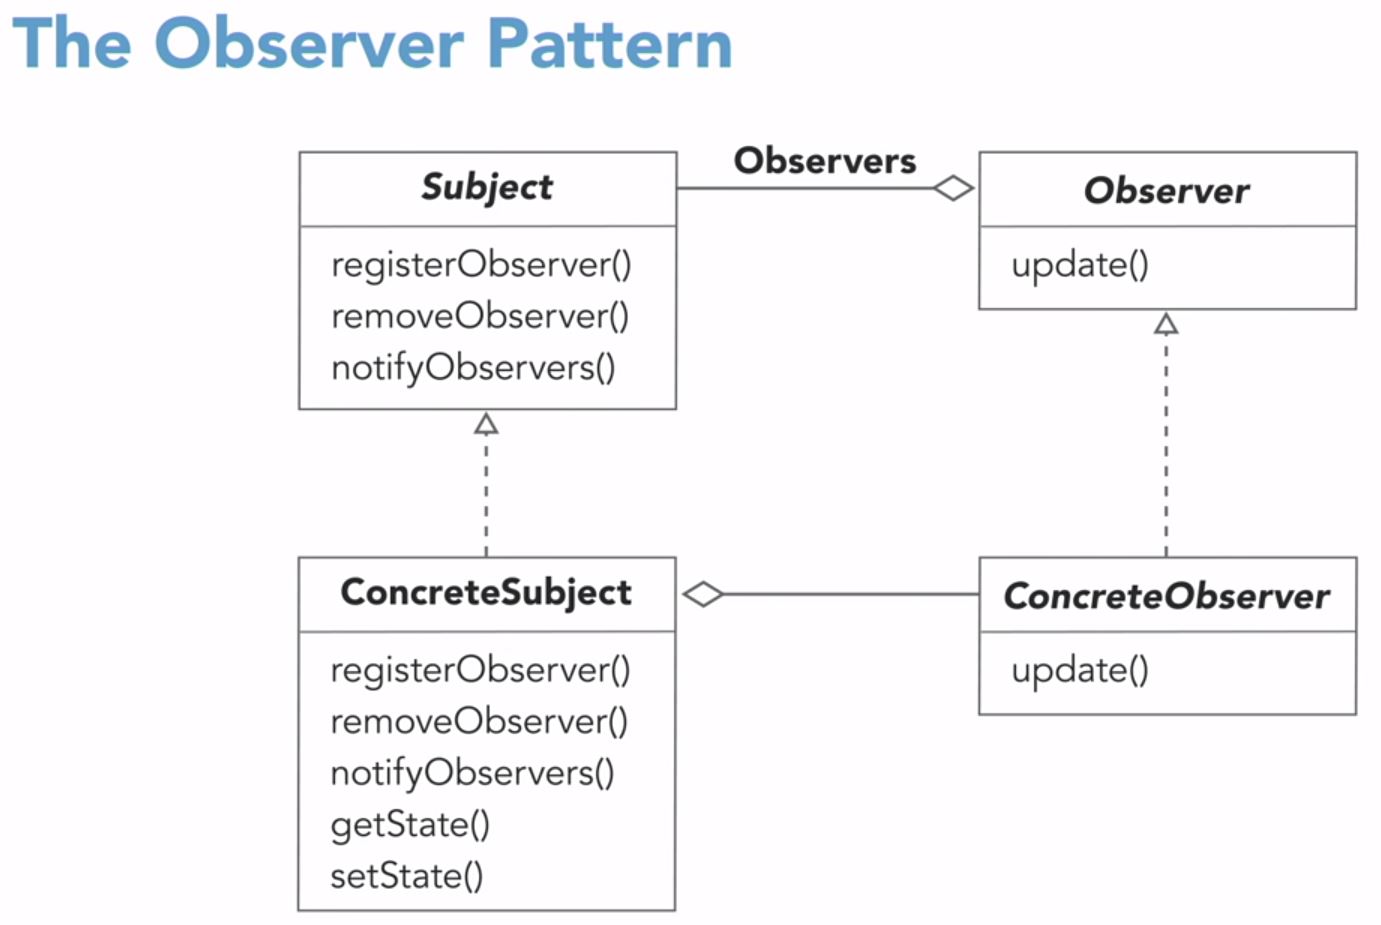 The Observer Pattern
Subject
registerObserver()
removeObserver()
notifyObservers()
Observers
Observer
update()
ConcreteSubject
registerObserver()
removeObserver()
notifyObservers()
getState()
setState()
ConcreteObserver
update()